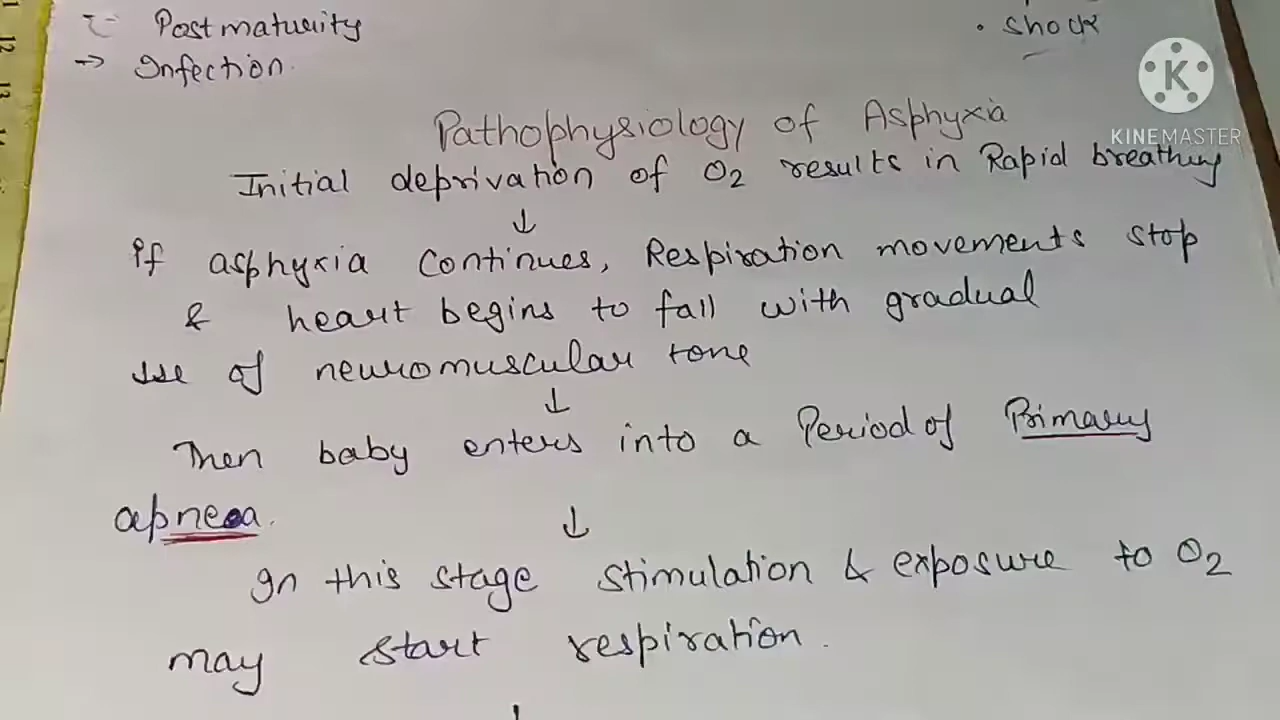 Postmaturity
• Shock
→ Infection.
K
KINEMASTER
Pathophysiology of Asphyxia
Initial deprivation of O2 results in Rapid breathing
↓
if asphyxia continues, Respiration movements stop
& heart begins to fall with gradual
of neuromuscular tone
↓
Then baby enters into a Period of Primary
apnea.
↓
In this stage stimulation & exposure to O2
may start respiration.